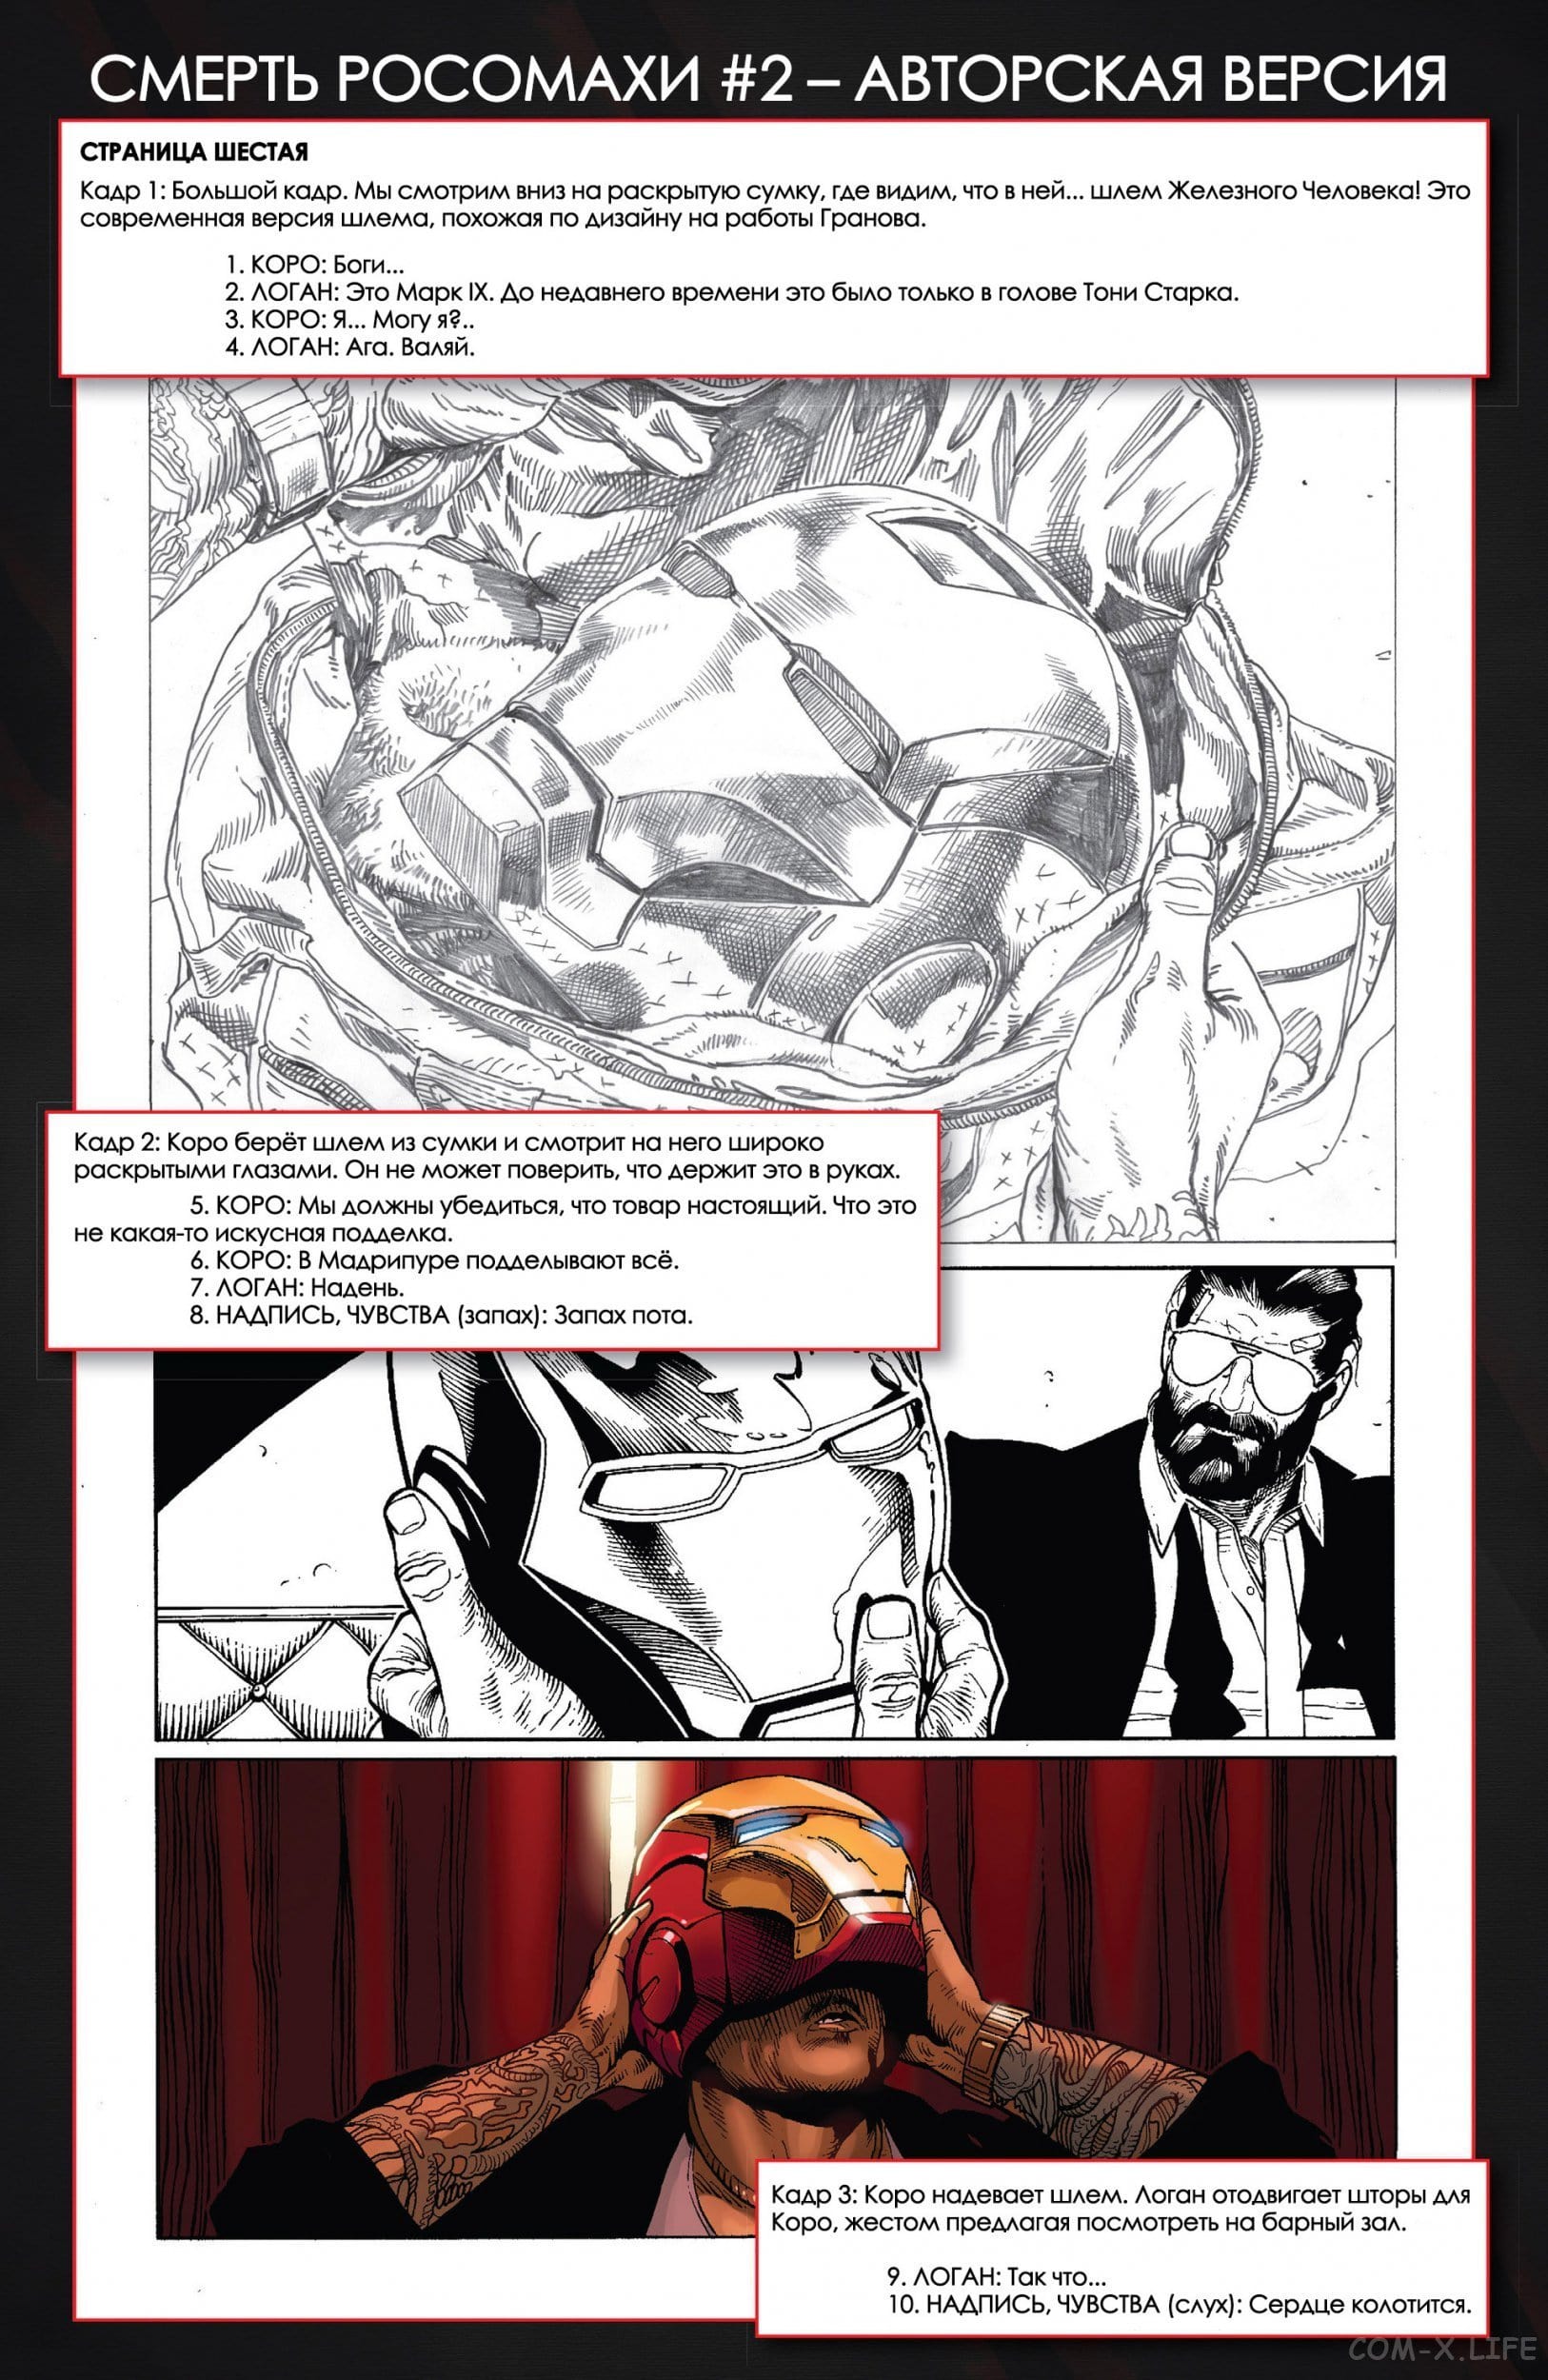 СМЕРТЬ РОСОМАХИ #2 – АВТОРСКАЯ ВЕРСИЯ
СТРАНИЦА ШЕСТАЯ
Кадр 1: Большой кадр. Мы смотрим вниз на раскрытую сумку, где видим, что в ней... шлем Железного Человека! Это
современная версия шлема, похожая по дизайну на работы Гранова.
1. КОРО: Боги...
2. ЛОГАН: Это Марк IX. До недавнего времени это было только в голове Тони Старка.
3. КОРО: Я... Могу я?..
4. ЛОГАН: Ага. Валяй.
Кадр 2: Коро берёт шлем из сумки и смотрит на него широко
раскрытыми глазами. Он не может поверить, что держит это в руках.
5. КОРО: Мы должны убедиться, что товар настоящий. Что это
не какая-то искусная подделка.
6. КОРО: В Мадрипуре подделывают всё.
7. ЛОГАН: Надень.
8. НАДПИСЬ, ЧУВСТВА (запах): Запах пота.
Кадр 3: Коро надевает шлем. Логан отодвигает шторы для
Коро, жестом предлагая посмотреть на барный зал.
9. ЛОГАН: Так что...
10. НАДПИСЬ, ЧУВСТВА (слух): Сердце колотится.
COM-X.LIFE